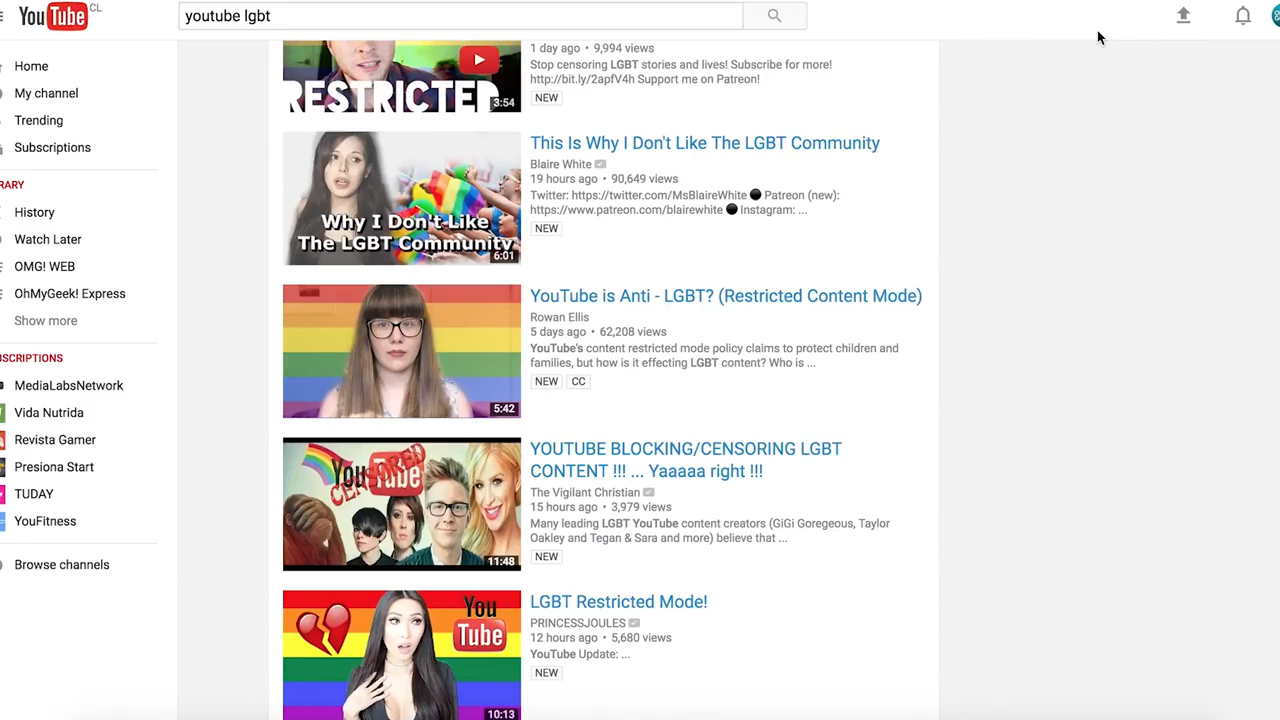 YouTube CL
youtube lgbt
Home
My channel
Trending
Subscriptions
RARY
History
Watch Later
OMG! WEB
OhMyGeek! Express
Show more
BSCRIPTIONS
MediaLabsNetwork
Vida Nutrida
Revista Gamer
Presiona Start
TUDAY
YouFitness
Browse channels
RESTRICTED
3:54
1 day ago • 9,994 views
Stop censoring LGBT stories and lives! Subscribe for more!
http://bit.ly/2apfV4h Support me on Patreon!
NEW
Why I Don't Like
The LGBT Community
6:01
This Is Why I Don't Like The LGBT Community
Blaire White
19 hours ago • 90,649 views
Twitter: https://twitter.com/MsBlaireWhite ⚫ Patreon (new):
https://www.patreon.com/blairewhite ⚫ Instagram: ...
NEW
5:42
YouTube is Anti - LGBT? (Restricted Content Mode)
Rowan Ellis
5 days ago • 62,208 views
YouTube's content restricted mode policy claims to protect children and
families, but how is it effecting LGBT content? Who is ...
NEW CC
YouTube
CENSORED
11:48
YOUTUBE BLOCKING/CENSORING LGBT
CONTENT !!! ... Yaaaaa right !!!
The Vigilant Christian
15 hours ago • 3,979 views
Many leading LGBT YouTube content creators (GiGi Goregeous, Taylor
Oakley and Tegan & Sara and more) believe that ...
NEW
You
Tube
10:13
LGBT Restricted Mode!
PRINCESSJOULES
12 hours ago • 5,680 views
YouTube Update: ...
NEW